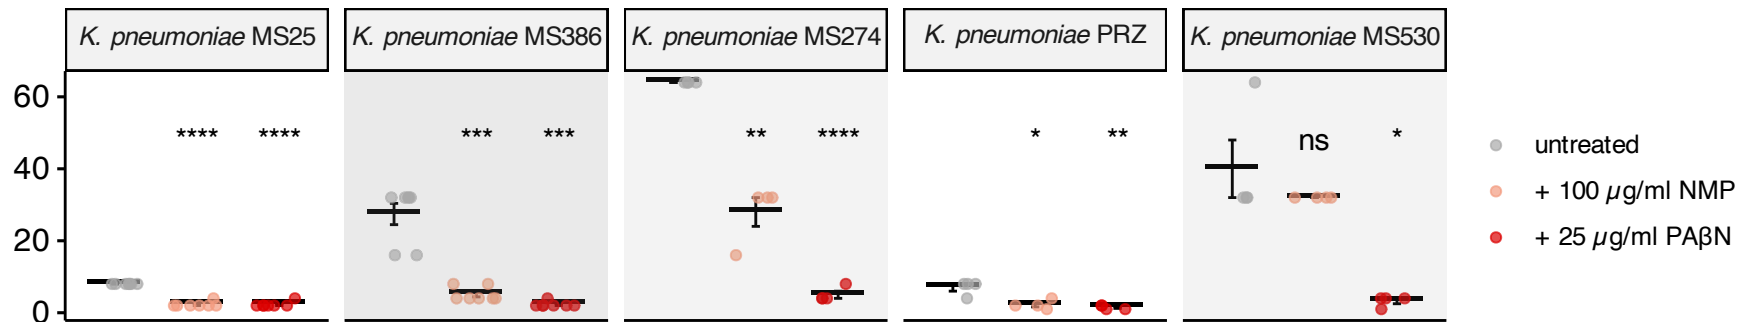 K. pneumoniae MS25
K. pneumoniae MS386
K. pneumoniae MS274
K. pneumoniae PRZ
K. pneumoniae MS530
60
40
20
0
**** ****
*** ***
** ****
* **
ns *
untreated
+ 100 µg/ml NMP
+ 25 µg/ml PAβN